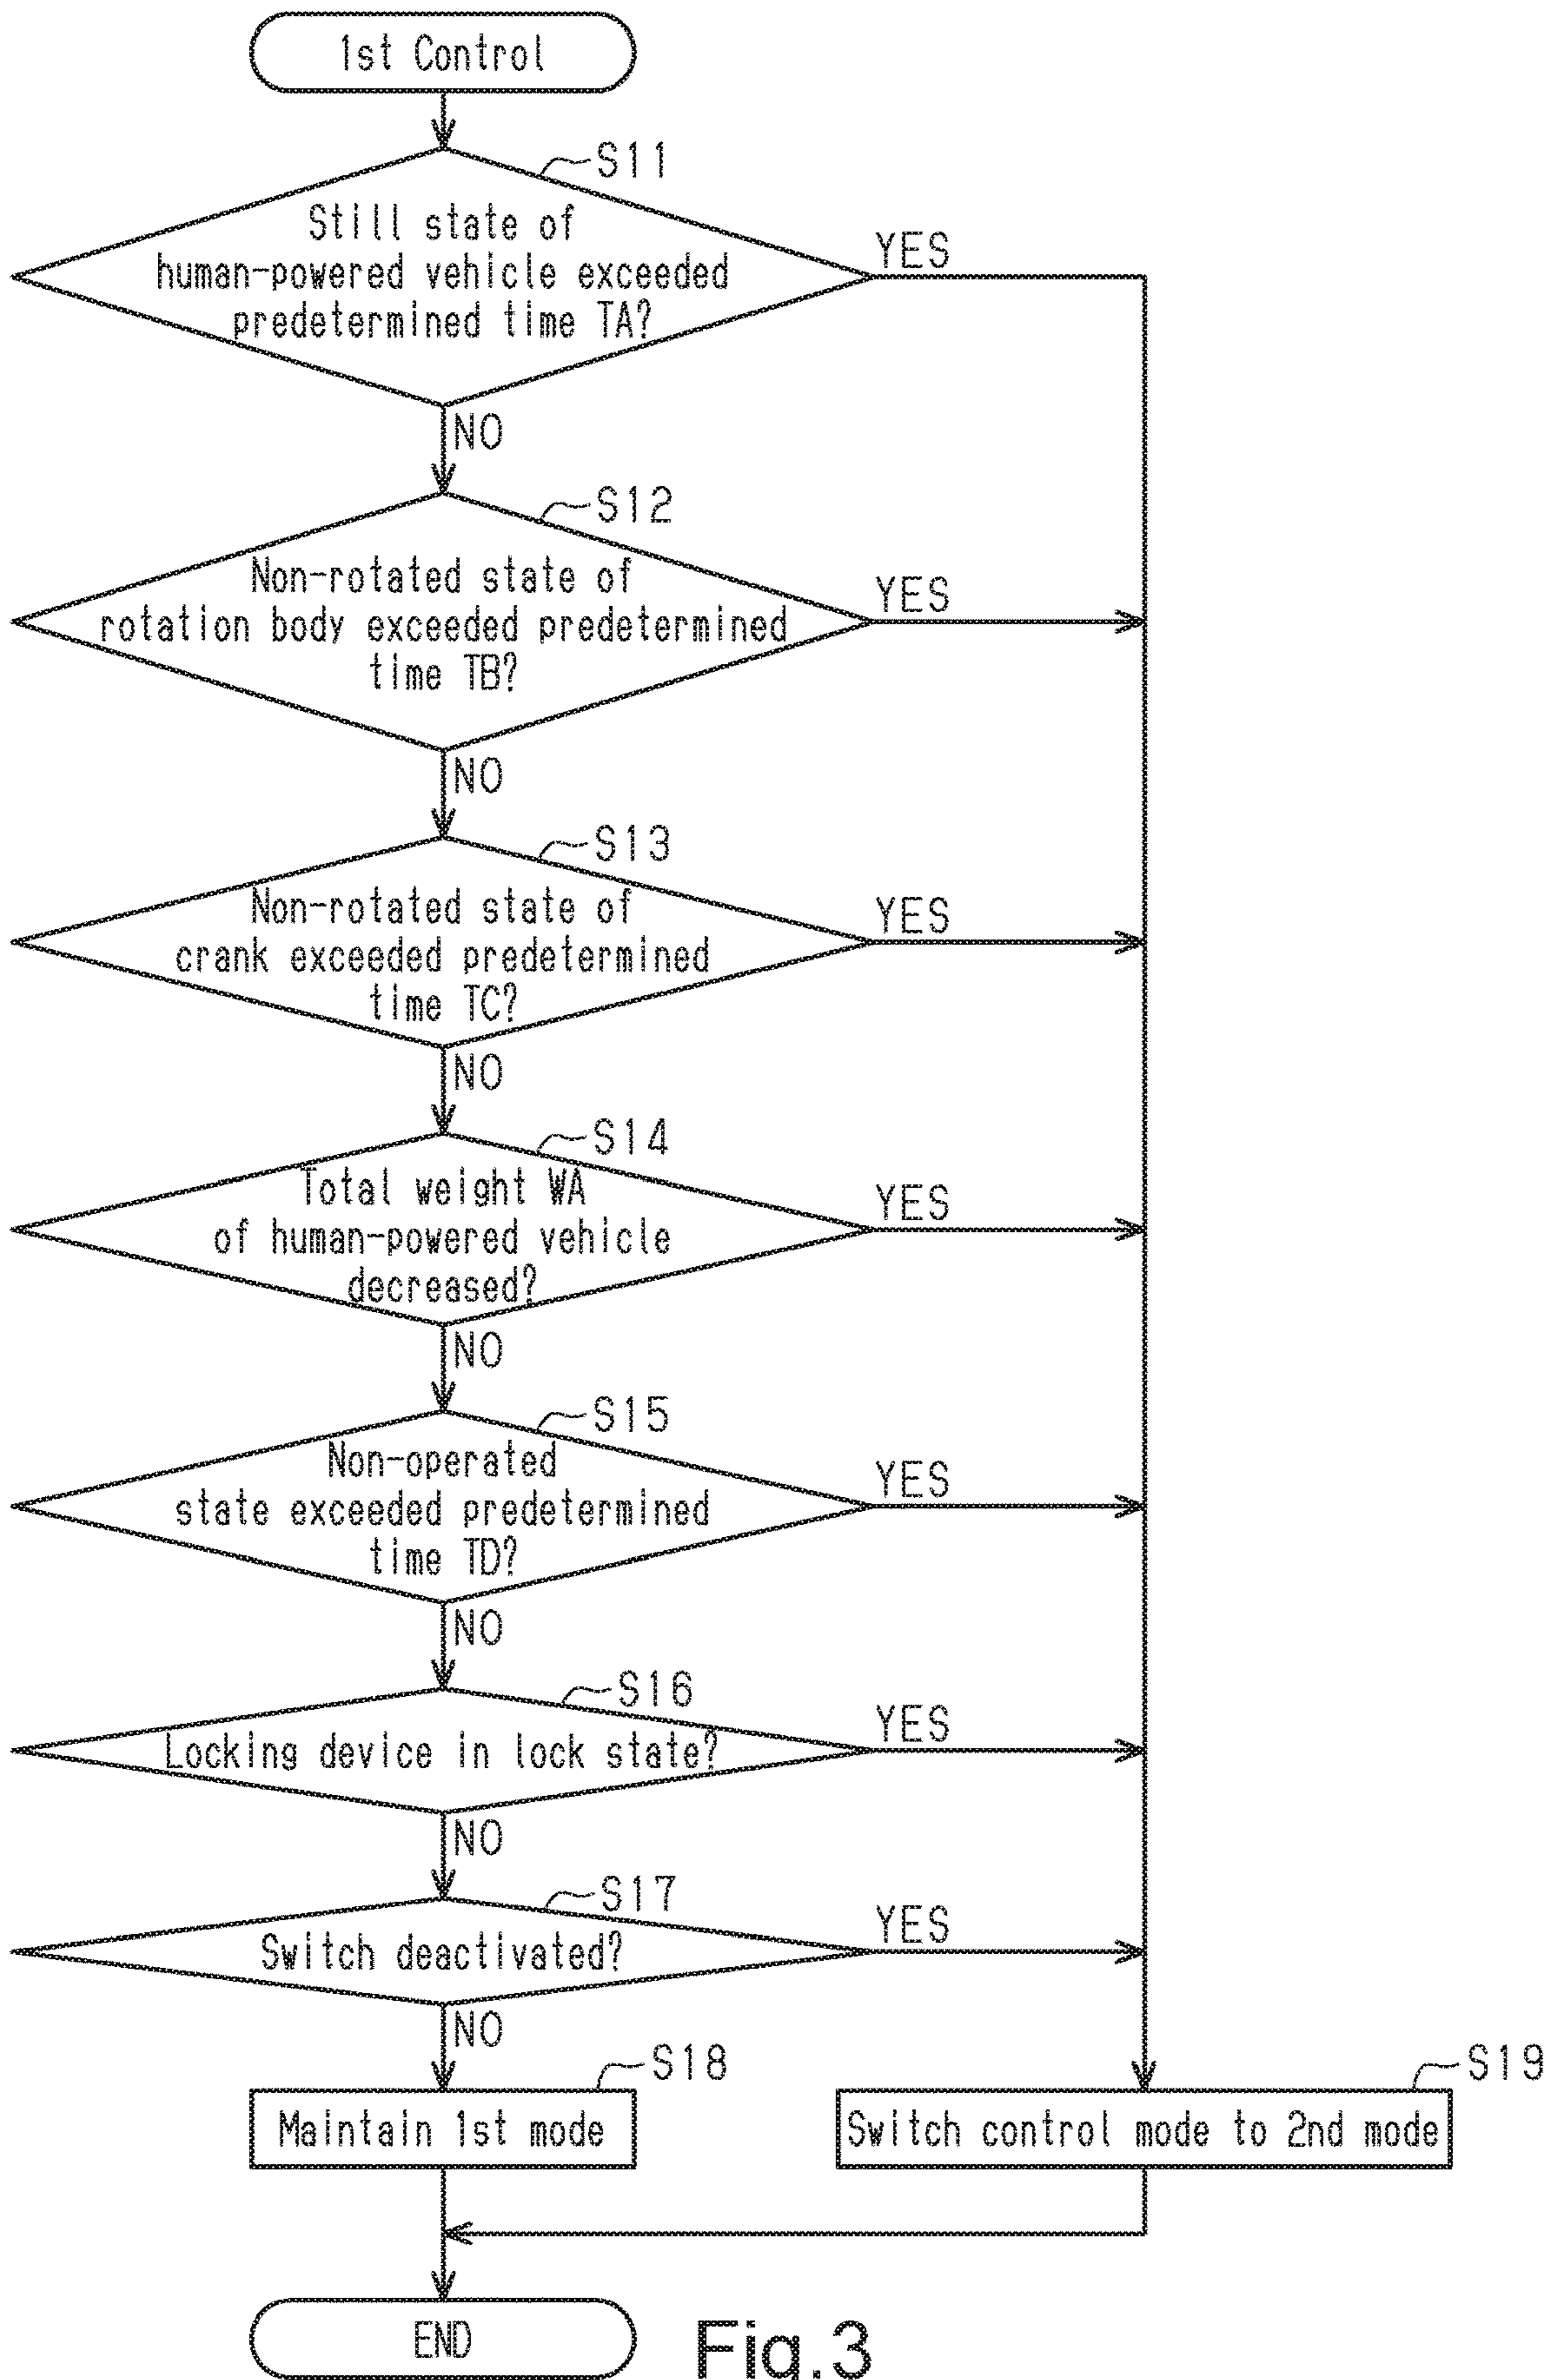 1st Control
S11
Still state of
human-powered vehicle exceeded
predetermined time TA?
YES
NO
S12
Non-rotated state of
rotation body exceeded predetermined
time TB?
YES
NO
S13
Non-rotated state of
crank exceeded predetermined
time TC?
YES
NO
S14
Total weight WA
of human-powered vehicle
decreased?
YES
NO
S15
Non-operated
state exceeded predetermined
time TD?
YES
NO
S16
Locking device in lock state?
YES
NO
S17
Switch deactivated?
YES
NO
S18
Maintain 1st mode
S19
Switch control mode to 2nd mode
END
Fig.3